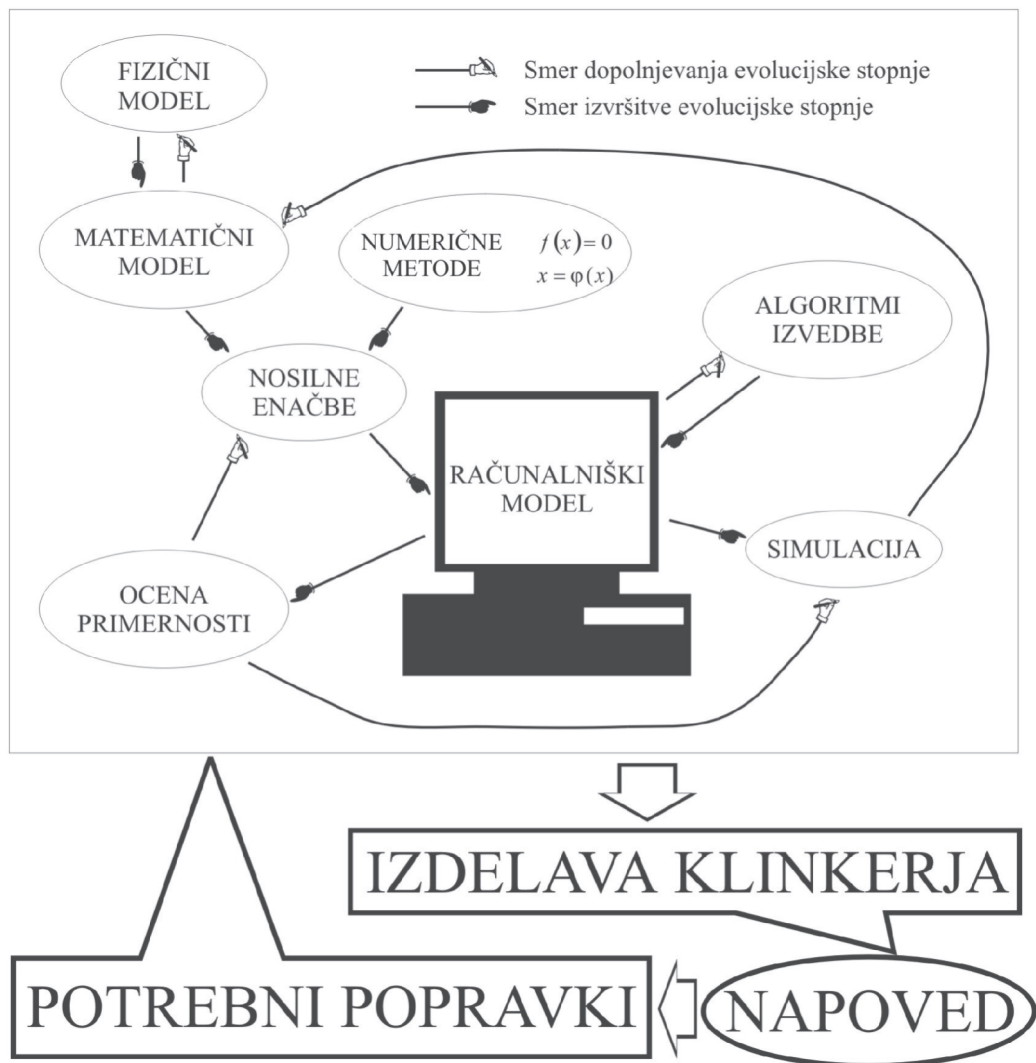 FIZIČNI
MODEL
Smer dopolnjevanja evolucijske stopnje
Smer izvršitve evolucijske stopnje
MATEMATIČNI
MODEL
NUMERIČNE
METODE
f(x)=0
x=φ(x)
ALGORITMI
IZVEDBE
NOSILNE
ENAČBE
RAČUNALNIŠKI
MODEL
SIMULACIJA
OCENA
PRIMERNOSTI
IZDELAVA KLINKERJA
POTREBNI POPRAVKI
NAPOVED